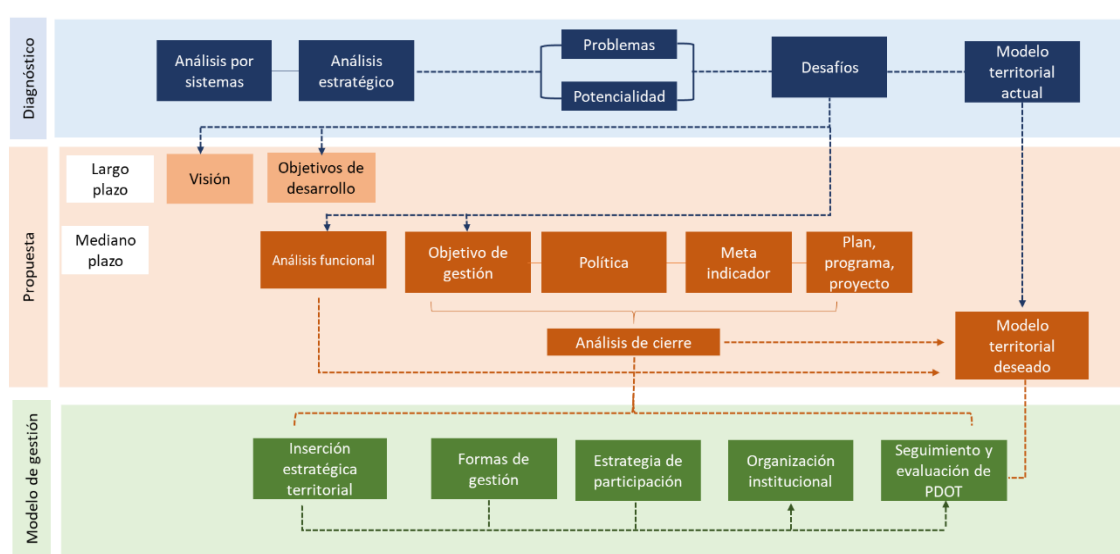 Diagnóstico
Análisis por
sistemas
Análisis
estratégico
Problemas
Potencialidad
Desafíos
Modelo
territorial
actual
Propuesta
Largo
plazo
Visión
Objetivos de
desarrollo
Mediano
plazo
Análisis funcional
Objetivo de
gestión
Política
Meta
indicador
Plan,
programa,
proyecto
Análisis de cierre
Modelo
territorial
deseado
Modelo de gestión
Inserción
estratégica
territorial
Formas de
gestión
Estrategia de
participación
Organización
institucional
Seguimiento y
evaluación de
PDOT